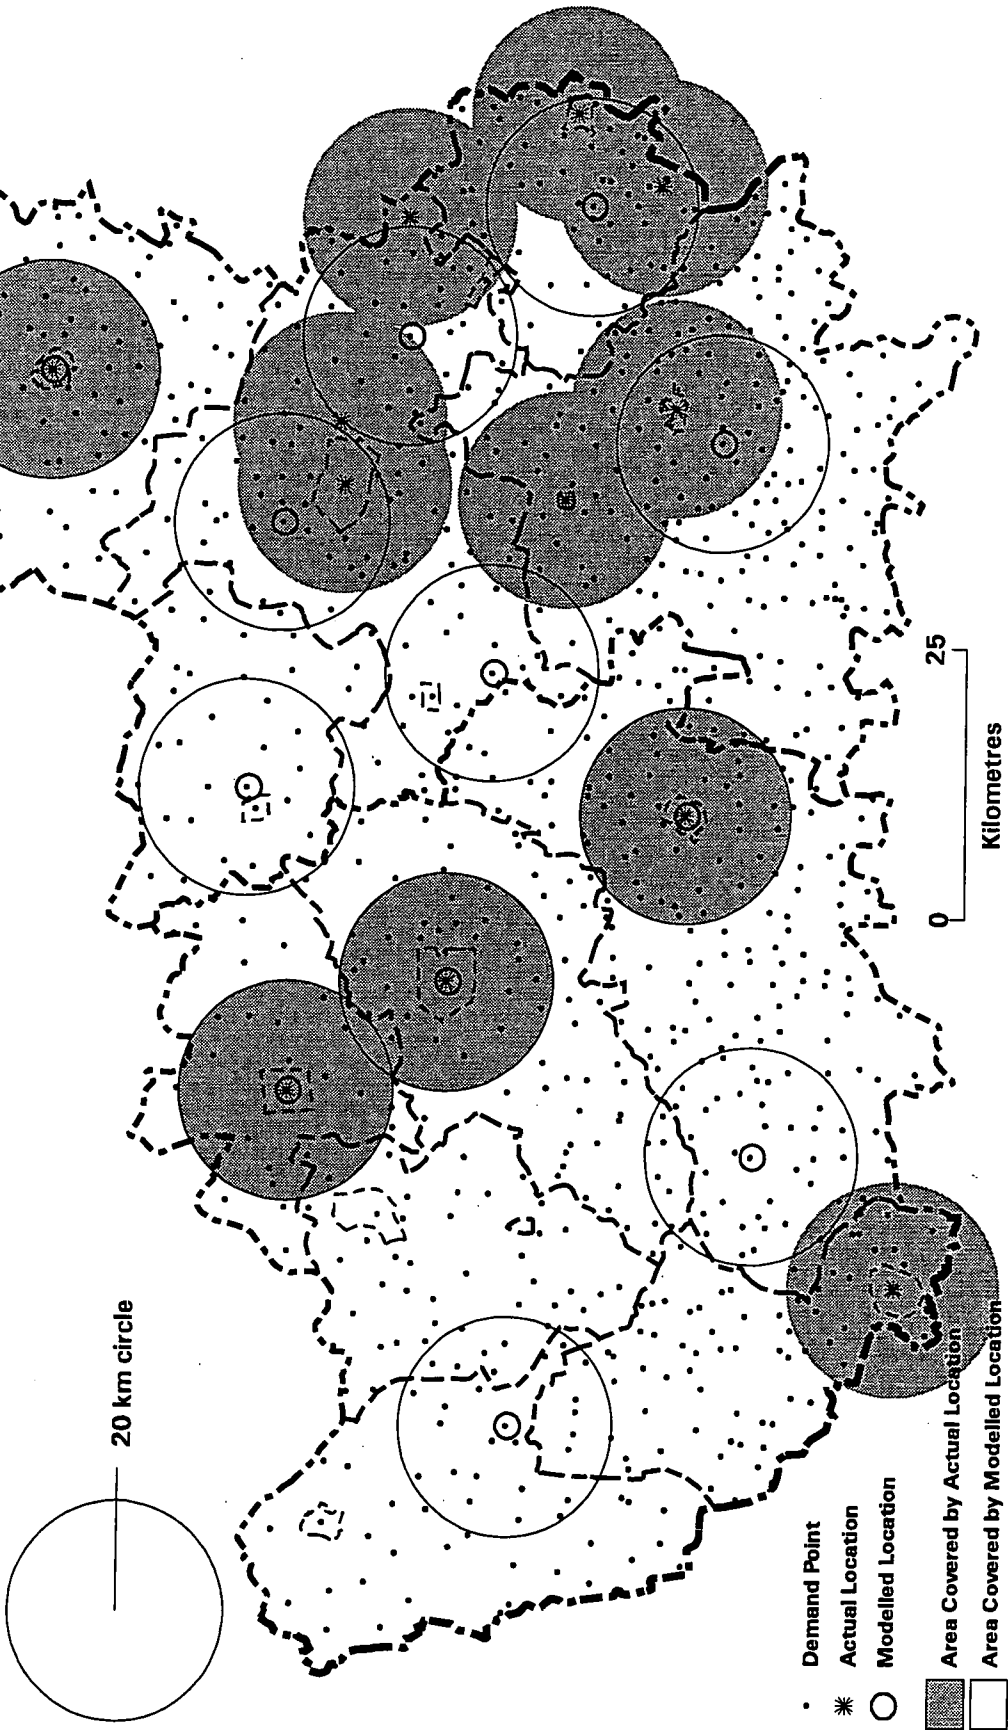 20 km circle
Demand Point
Actual Location
Modelled Location
Area Covered by Actual Location
Area Covered by Modelled Location
0
25
Kilometres